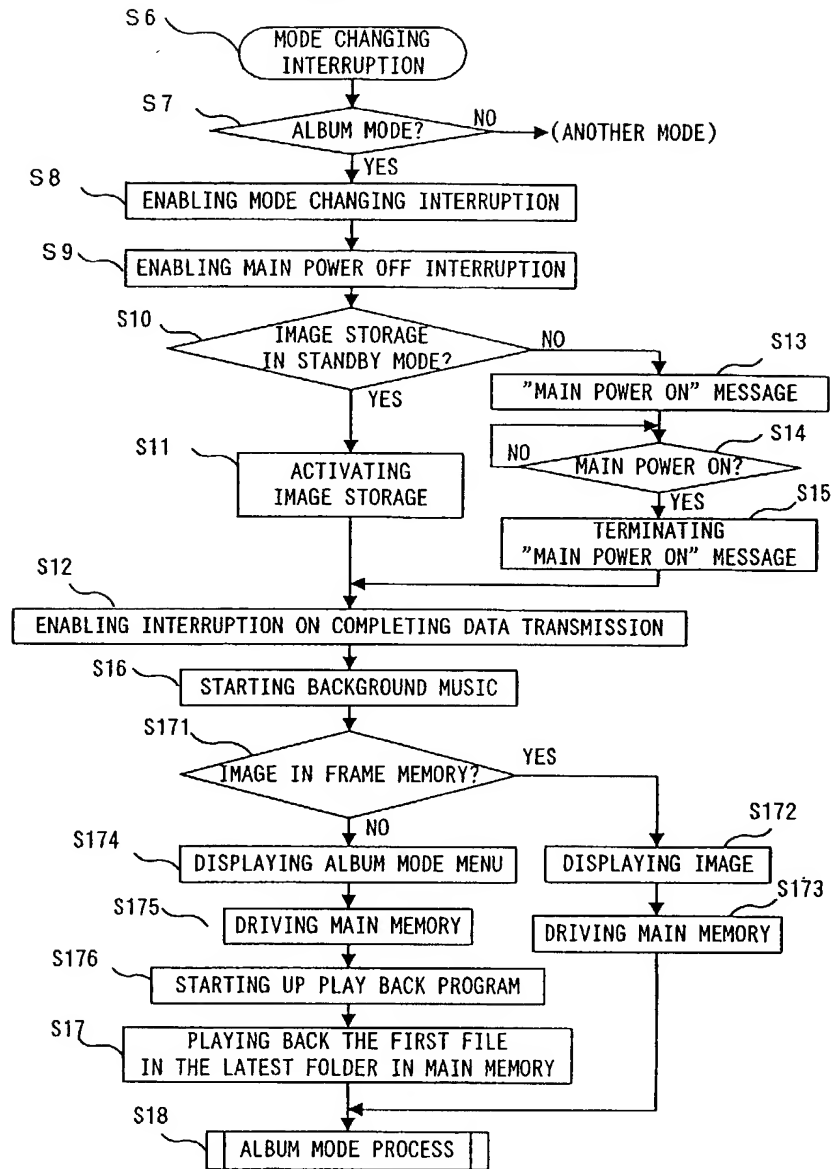 S6
MODE CHANGING
INTERRUPTION
S7
ALBUM MODE?
NO
(ANOTHER MODE)
YES
S8
ENABLING MODE CHANGING INTERRUPTION
S9
ENABLING MAIN POWER OFF INTERRUPTION
S10
IMAGE STORAGE
IN STANDBY MODE?
NO
YES
S13
"MAIN POWER ON" MESSAGE
S14
NO
MAIN POWER ON?
YES
S11
ACTIVATING
IMAGE STORAGE
S15
TERMINATING
"MAIN POWER ON" MESSAGE
S12
ENABLING INTERRUPTION ON COMPLETING DATA TRANSMISSION
S16
STARTING BACKGROUND MUSIC
S171
IMAGE IN FRAME MEMORY?
YES
NO
S174
DISPLAYING ALBUM MODE MENU
S172
DISPLAYING IMAGE
S175
DRIVING MAIN MEMORY
S173
DRIVING MAIN MEMORY
S176
STARTING UP PLAY BACK PROGRAM
S17
PLAYING BACK THE FIRST FILE
IN THE LATEST FOLDER IN MAIN MEMORY
S18
ALBUM MODE PROCESS